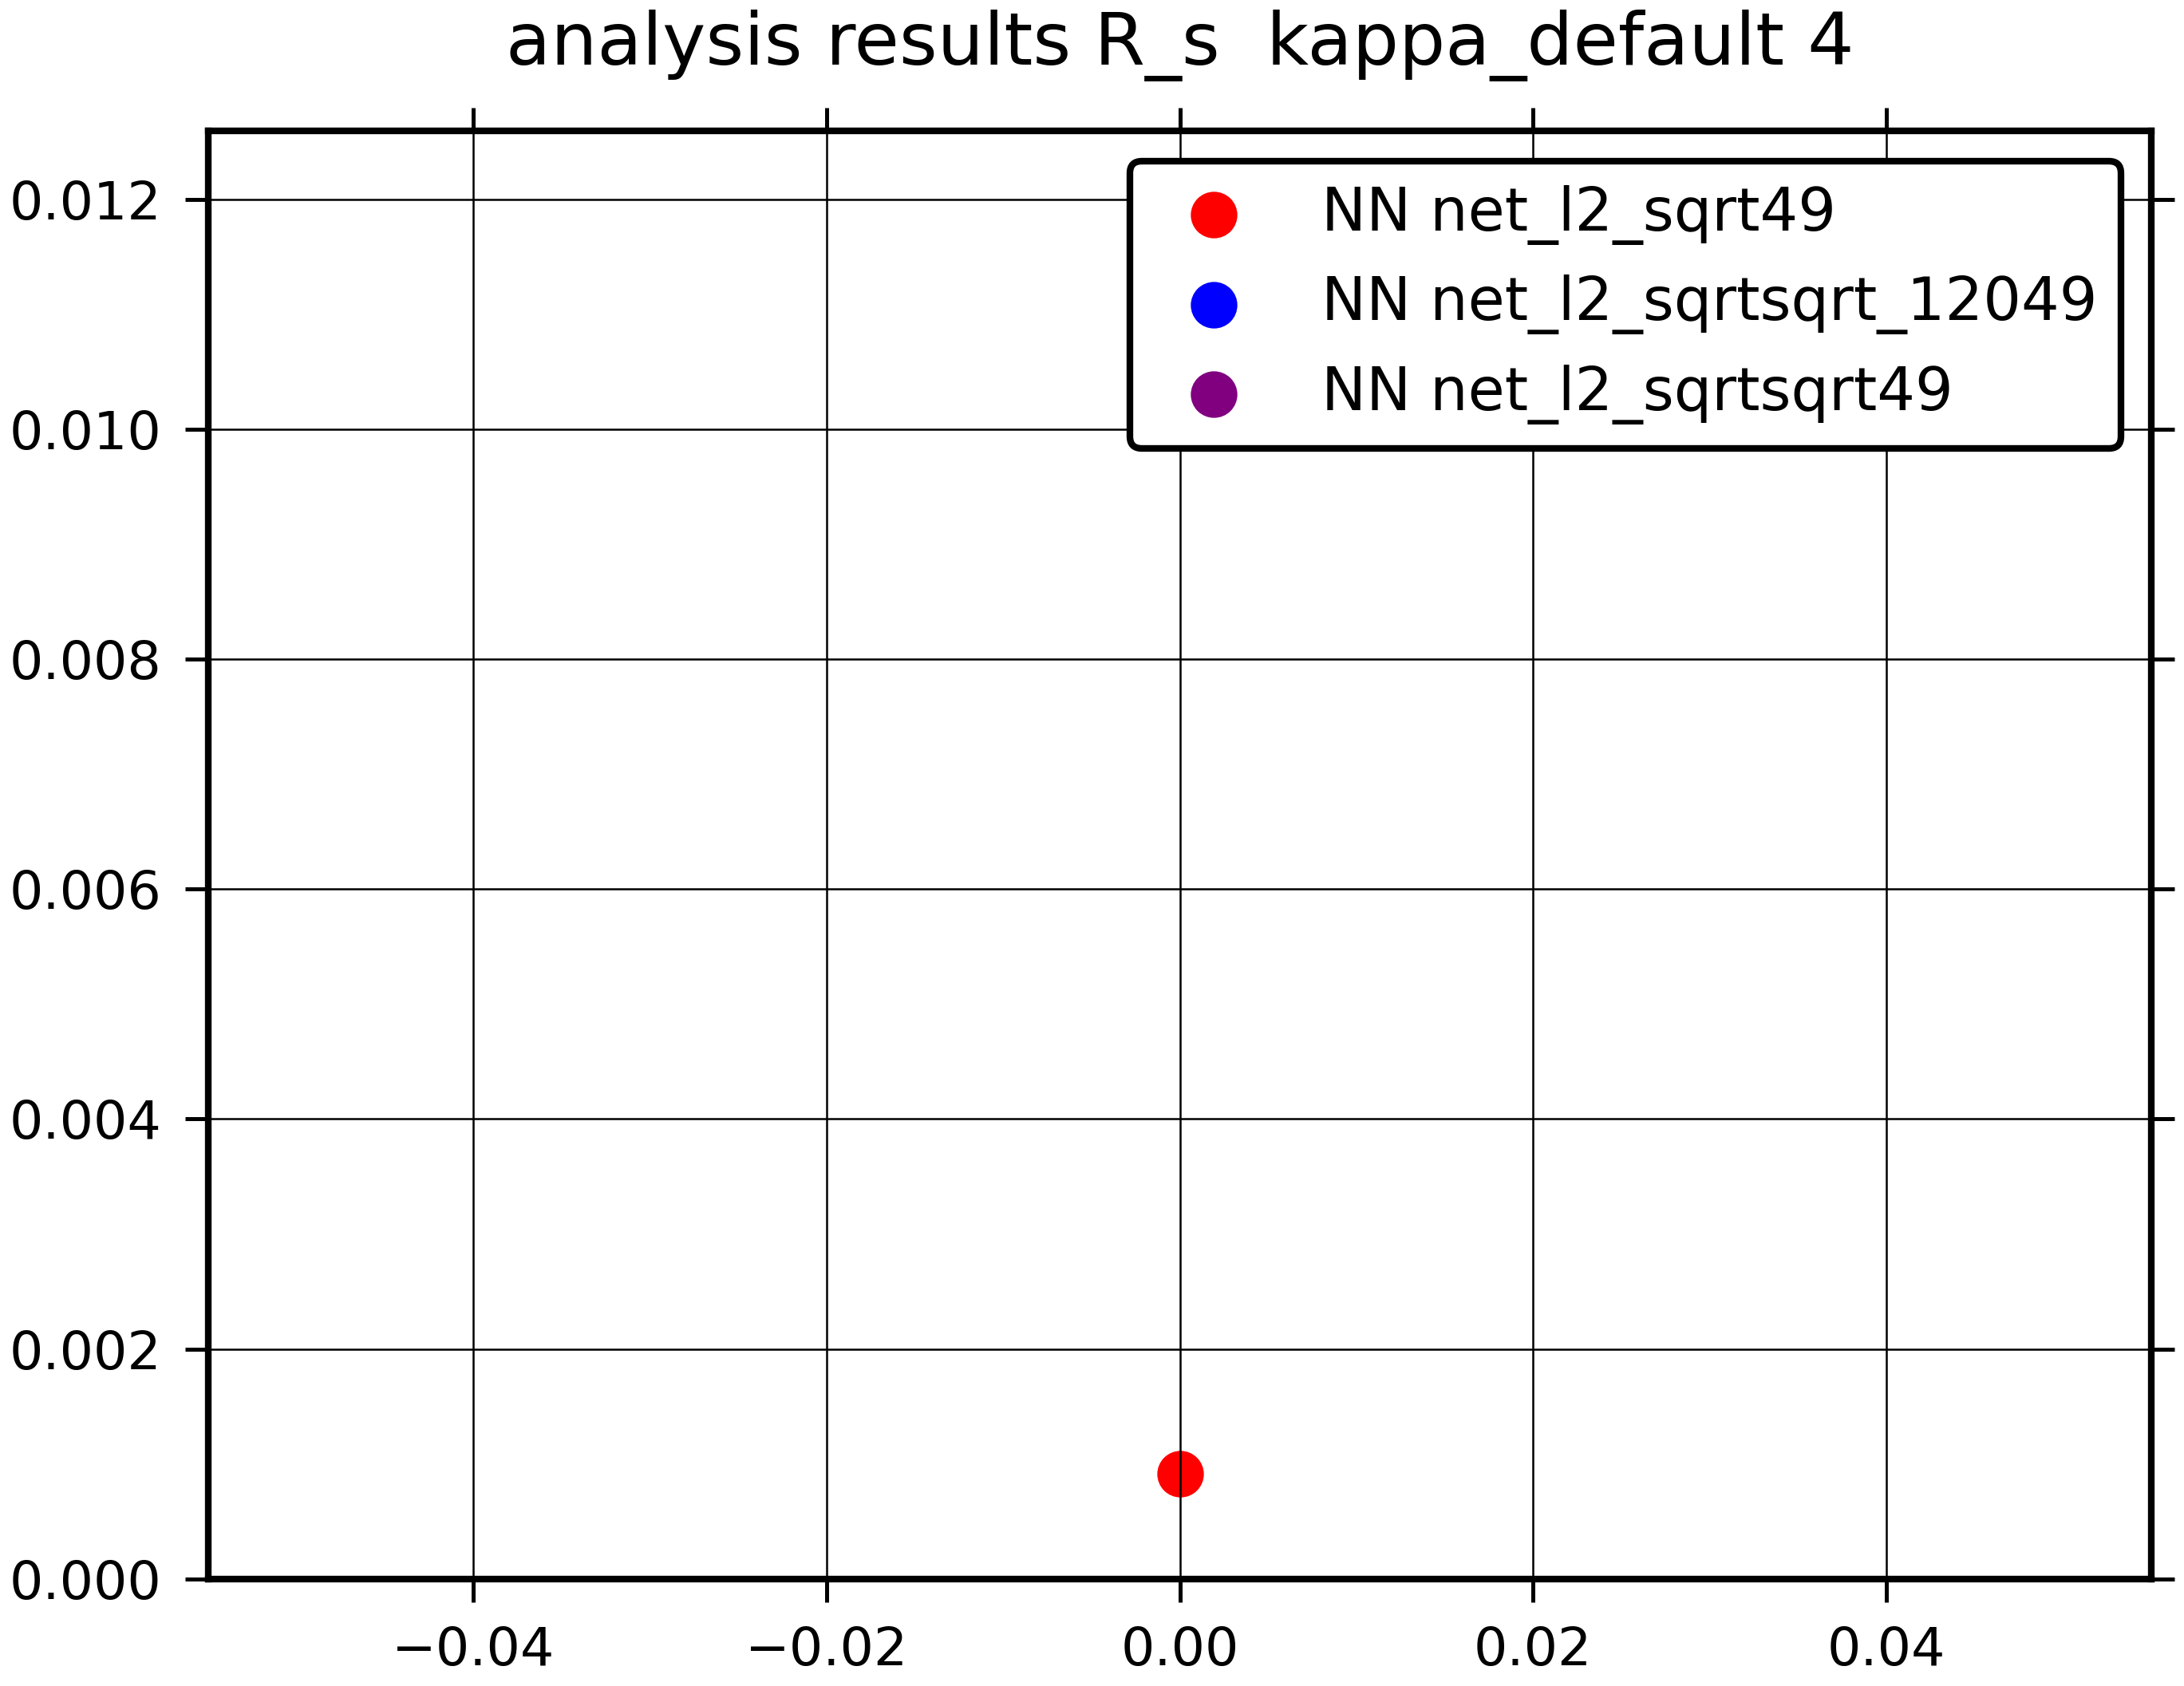 analysis results R_s  kappa_default 4
NN net_l2_sqrt49
NN net_l2_sqrtsqrt_12049
NN net_l2_sqrtsqrt49
0.012
0.010
0.008
0.006
0.004
0.002
0.000
−0.04 −0.02 0.00 0.02 0.04